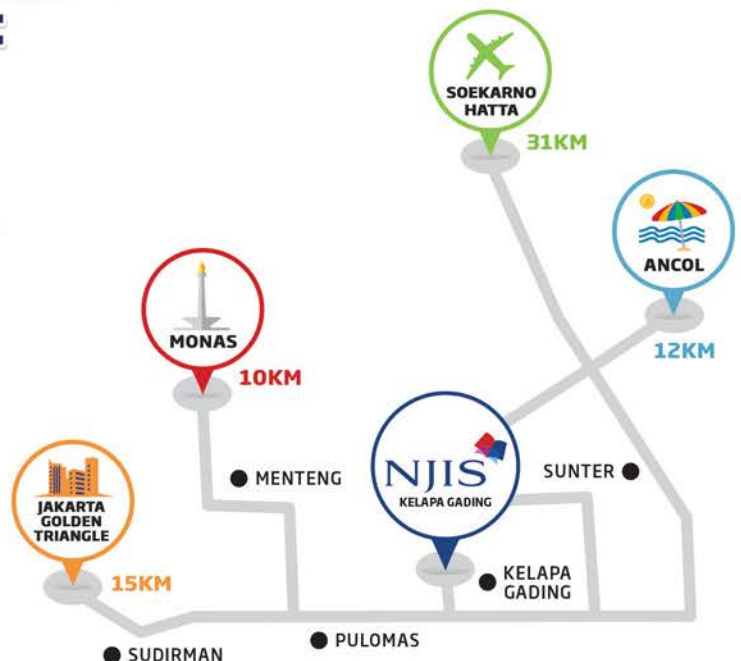 SOEKARNO
HATTA
31KM
ANCOL
12KM
MONAS
10KM
MENTENG
NJIS
KELAPA GADING
SUNTER
JAKARTA
GOLDEN
TRIANGLE
15KM
KELAPA
GADING
PULOMAS
SUDIRMAN